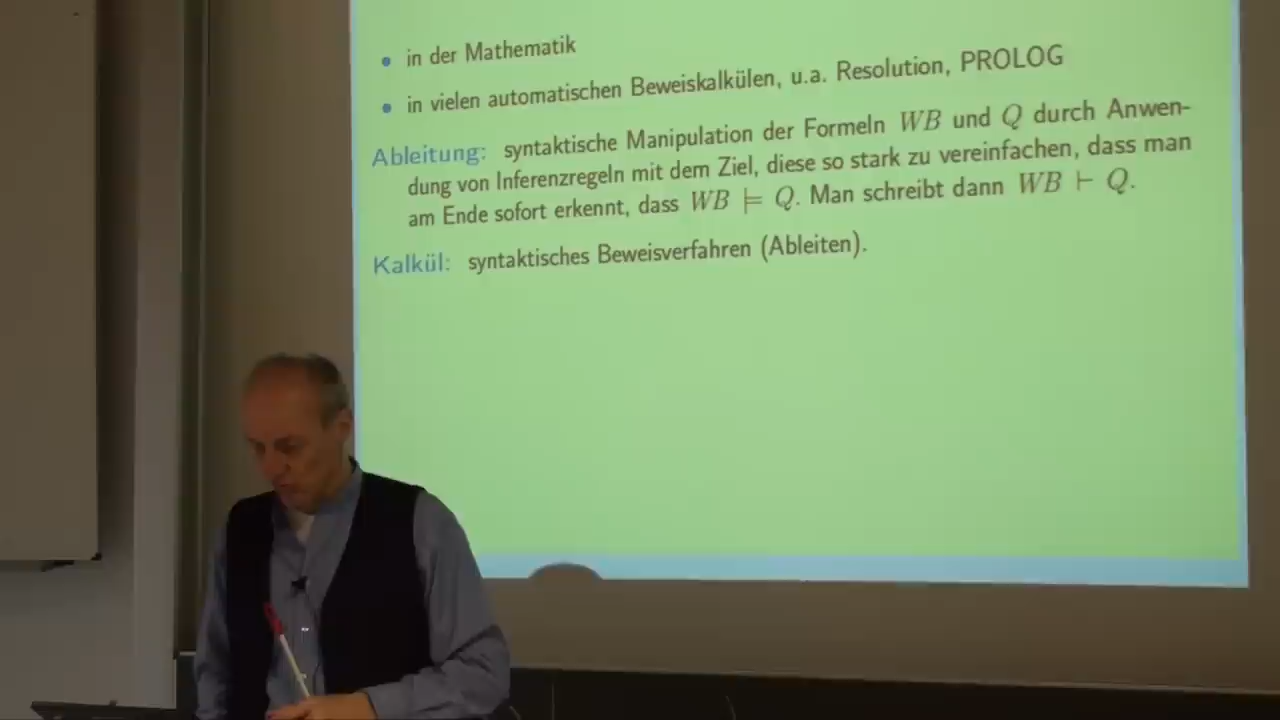 • in der Mathematik
• in vielen automatischen Beweiskalkülen, u.a. Resolution, PROLOG
Ableitung: syntaktische Manipulation der Formeln WB und Q durch Anwen-
dung von Inferenzregeln mit dem Ziel, diese so stark zu vereinfachen, dass man
am Ende sofort erkennt, dass WB ⊨ Q. Man schreibt dann WB ⊢ Q.
Kalkül: syntaktisches Beweisverfahren (Ableiten).